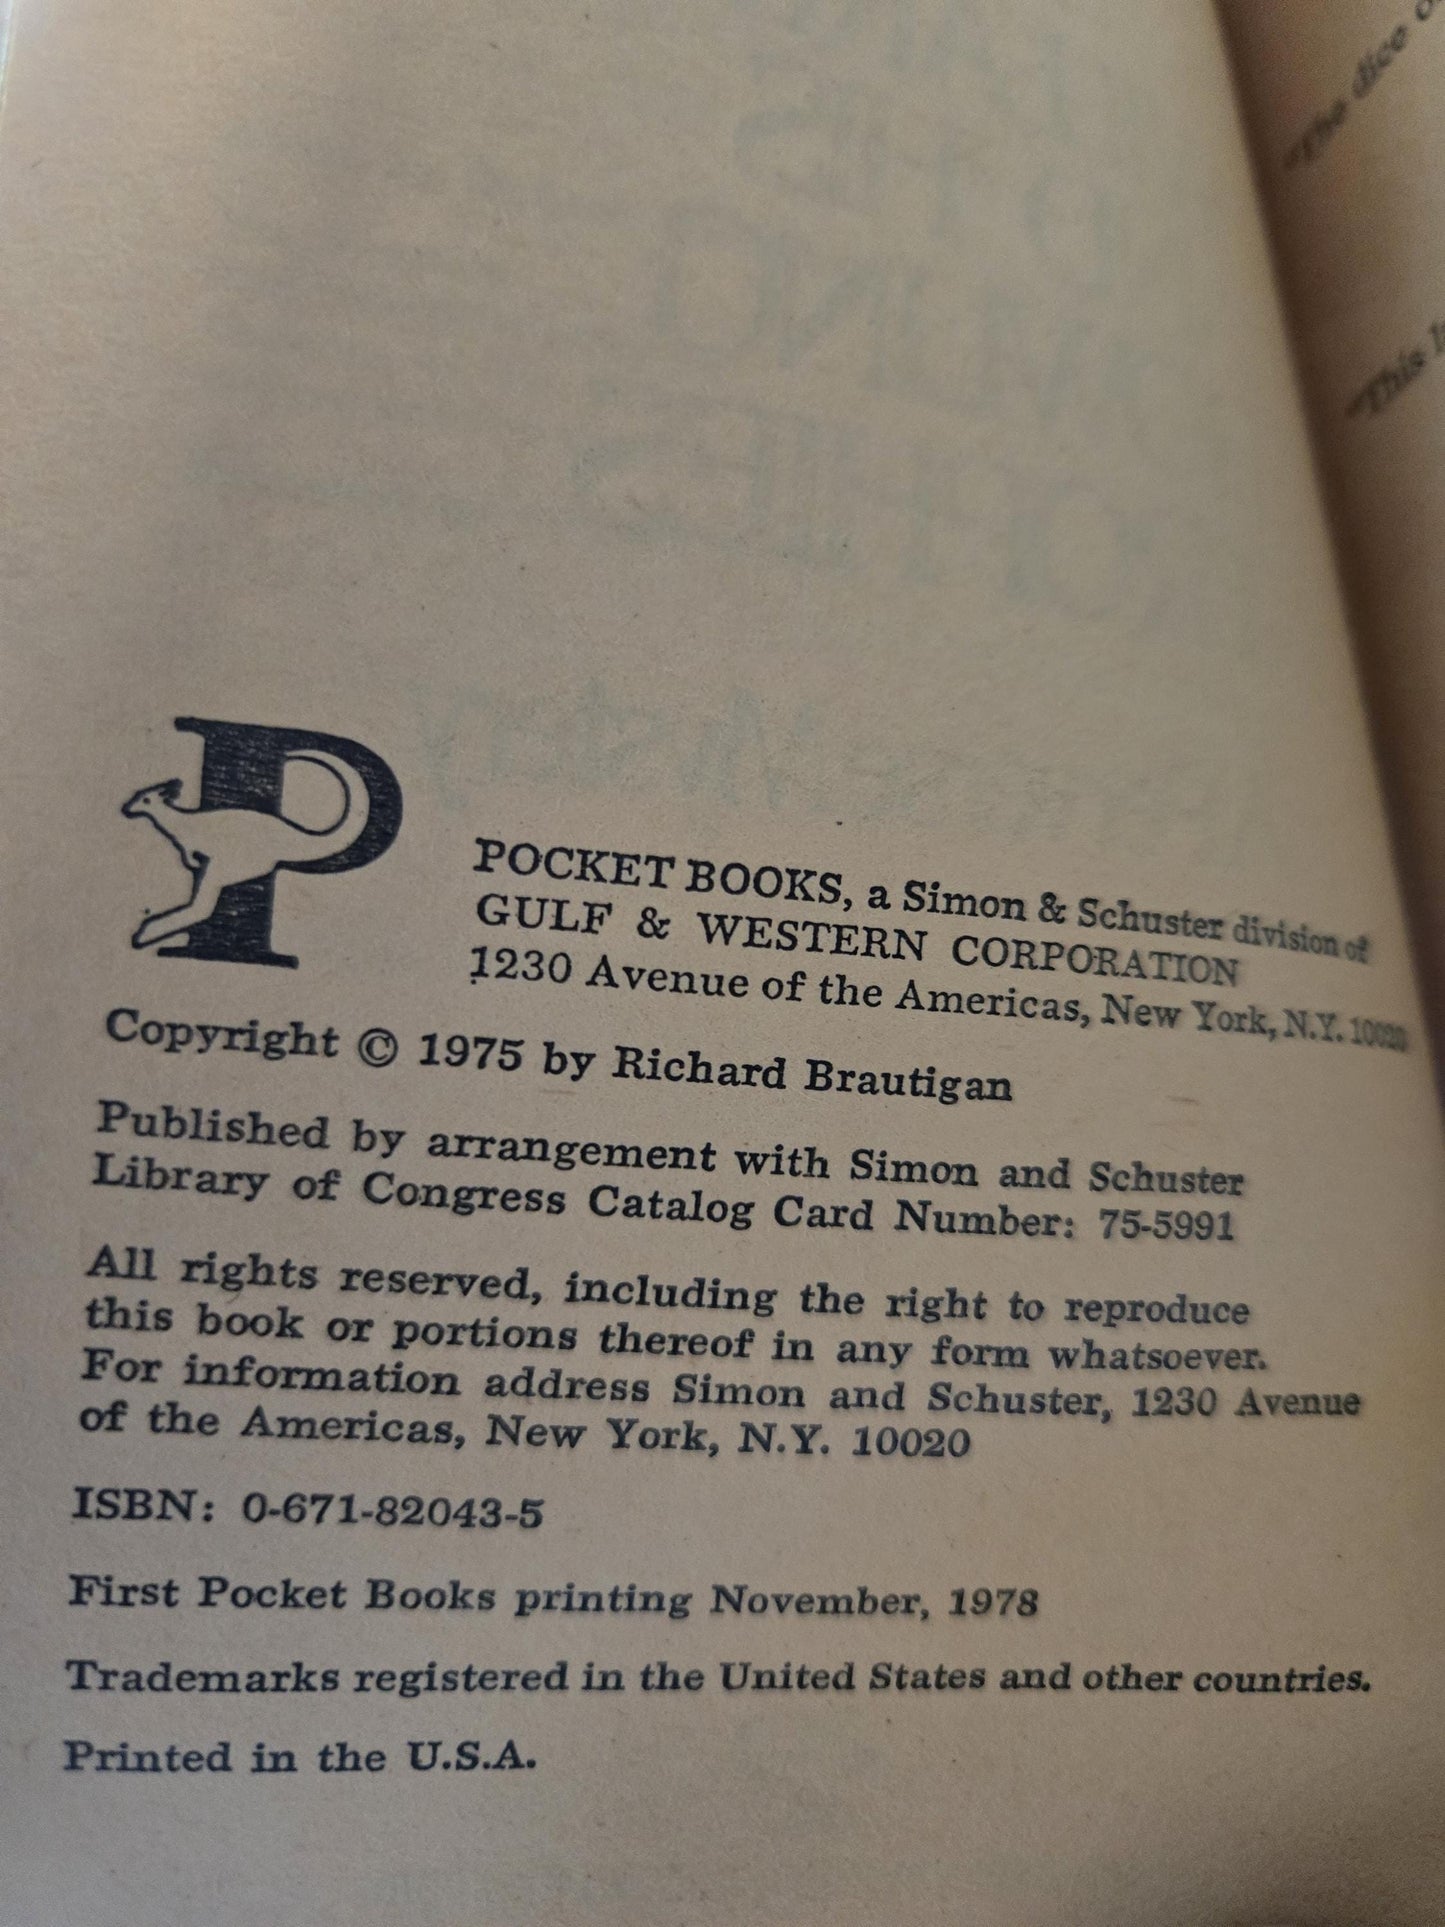 "The dice o
"This
P
POCKET BOOKS, a Simon & Schuster division of
GULF & WESTERN CORPORATION
1230 Avenue of the Americas, New York, N.Y. 10020
Copyright © 1975 by Richard Brautigan
Published by arrangement with Simon and Schuster
Library of Congress Catalog Card Number: 75-5991
All rights reserved, including the right to reproduce
this book or portions thereof in any form whatsoever.
For information address Simon and Schuster, 1230 Avenue
of the Americas, New York, N.Y. 10020
ISBN: 0-671-82043-5
First Pocket Books printing November, 1978
Trademarks registered in the United States and other countries.
Printed in the U.S.A.